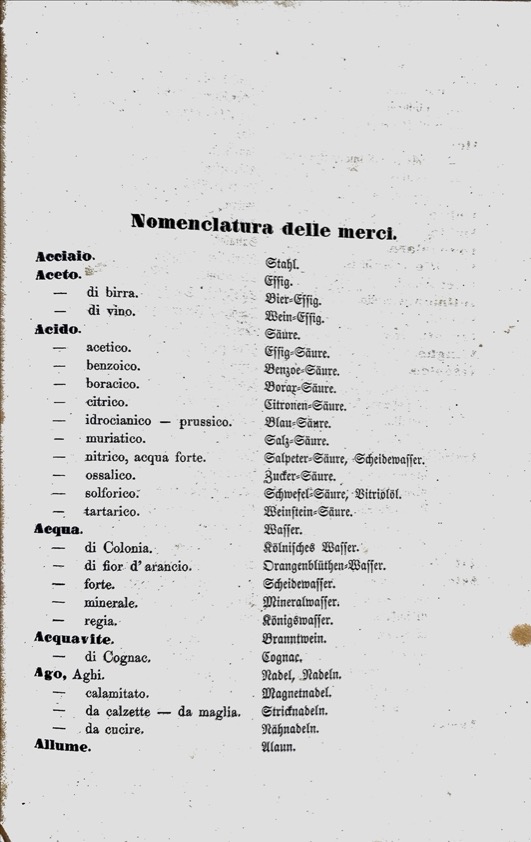 Nomenclatura delle merci.
Acciaio. Stahl.
Aceto. Essig.
— di birra. Bier-Essig.
— di vino. Wein-Essig.
Acido. Säure.
— acetico. Essig-Säure.
— benzoico. Benzoe-Säure.
— boracico. Borax-Säure.
— citrico. Citronen-Säure.
— idrocianico — prussico. Blau-Säure.
— muriatico. Salz-Säure.
— nitrico, acqua forte. Salpeter-Säure, Scheidewasser.
— ossalico. Zucker-Säure.
— solforico. Schwefel-Säure, Vitriolöl.
— tartarico. Weinstein-Säure.
Acqua. Wasser.
— di Colonia. Kölnisches Wasser.
— di fior d'arancio. Orangenblüthen-Wasser.
— forte. Scheidewasser.
— minerale. Mineralwasser.
— regia. Königswasser.
Acquavite. Branntwein.
— di Cognac. Cognac.
Ago, Aghi. Nadel, Nadeln.
— calamitato. Magnetnadel.
— da calzette — da maglia. Stricknadeln.
— da cucire. Nähnadeln.
Allume. Alaun.